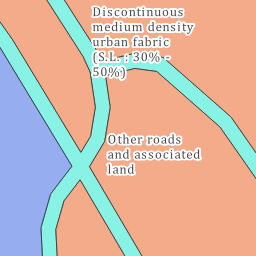 Discontinuous
medium density
urban fabric
(S.L. : 30% -
50%)
Other roads
and associated
land